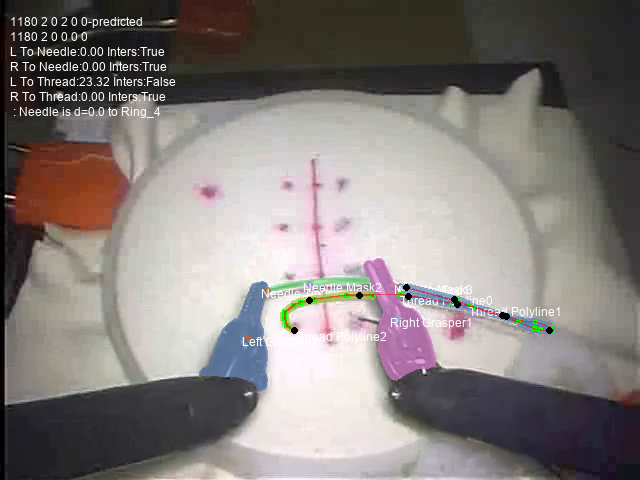 1180 2 0 2 0 0-predicted
1180 2 0 0 0 0
L To Needle:0.00 Inters:True
R To Needle:0.00 Inters:True
L To Thread:23.32 Inters:False
R To Thread:0.00 Inters:True
: Needle is d=0.0 to Ring_4
Needle Mask2
Thread Polyline1
Right Grasper1
Polyline2